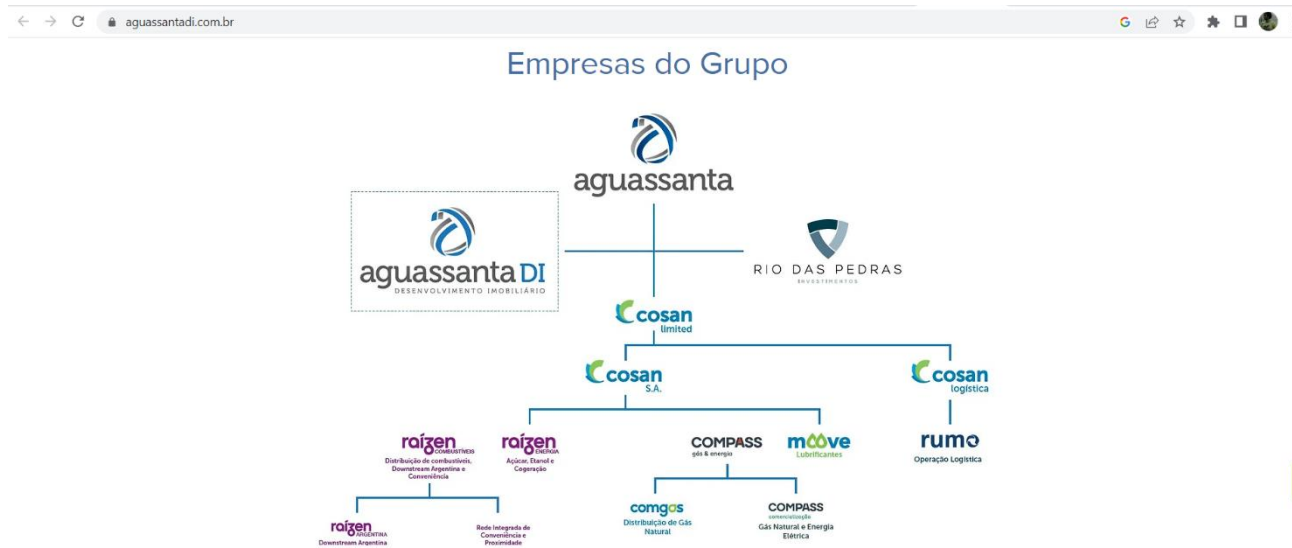 aguassantadi.com.br
Empresas do Grupo
aguassanta
aguassanta DI
DESENVOLVIMENTO IMOBILIÁRIO
RIO DAS PEDRAS
INVESTIMENTOS
cosan
limited
cosan
S.A.
cosan
logística
raízen
COMBUSTÍVEIS
Distribuição de combustíveis,
Downstream Argentina e
Conveniência
raízen
ENERGIA
Açúcar, Etanol e
Cogeração
COMPASS
gás & energia
moove
Lubrificantes
rumo
Operação Logística
raízen
ARGENTINA
Downstream Argentina
Rede Integrada de
Conveniência e
Proximidade
comgas
Distribuição de Gás
Natural
COMPASS
comercialização
Gás Natural e Energia
Elétrica